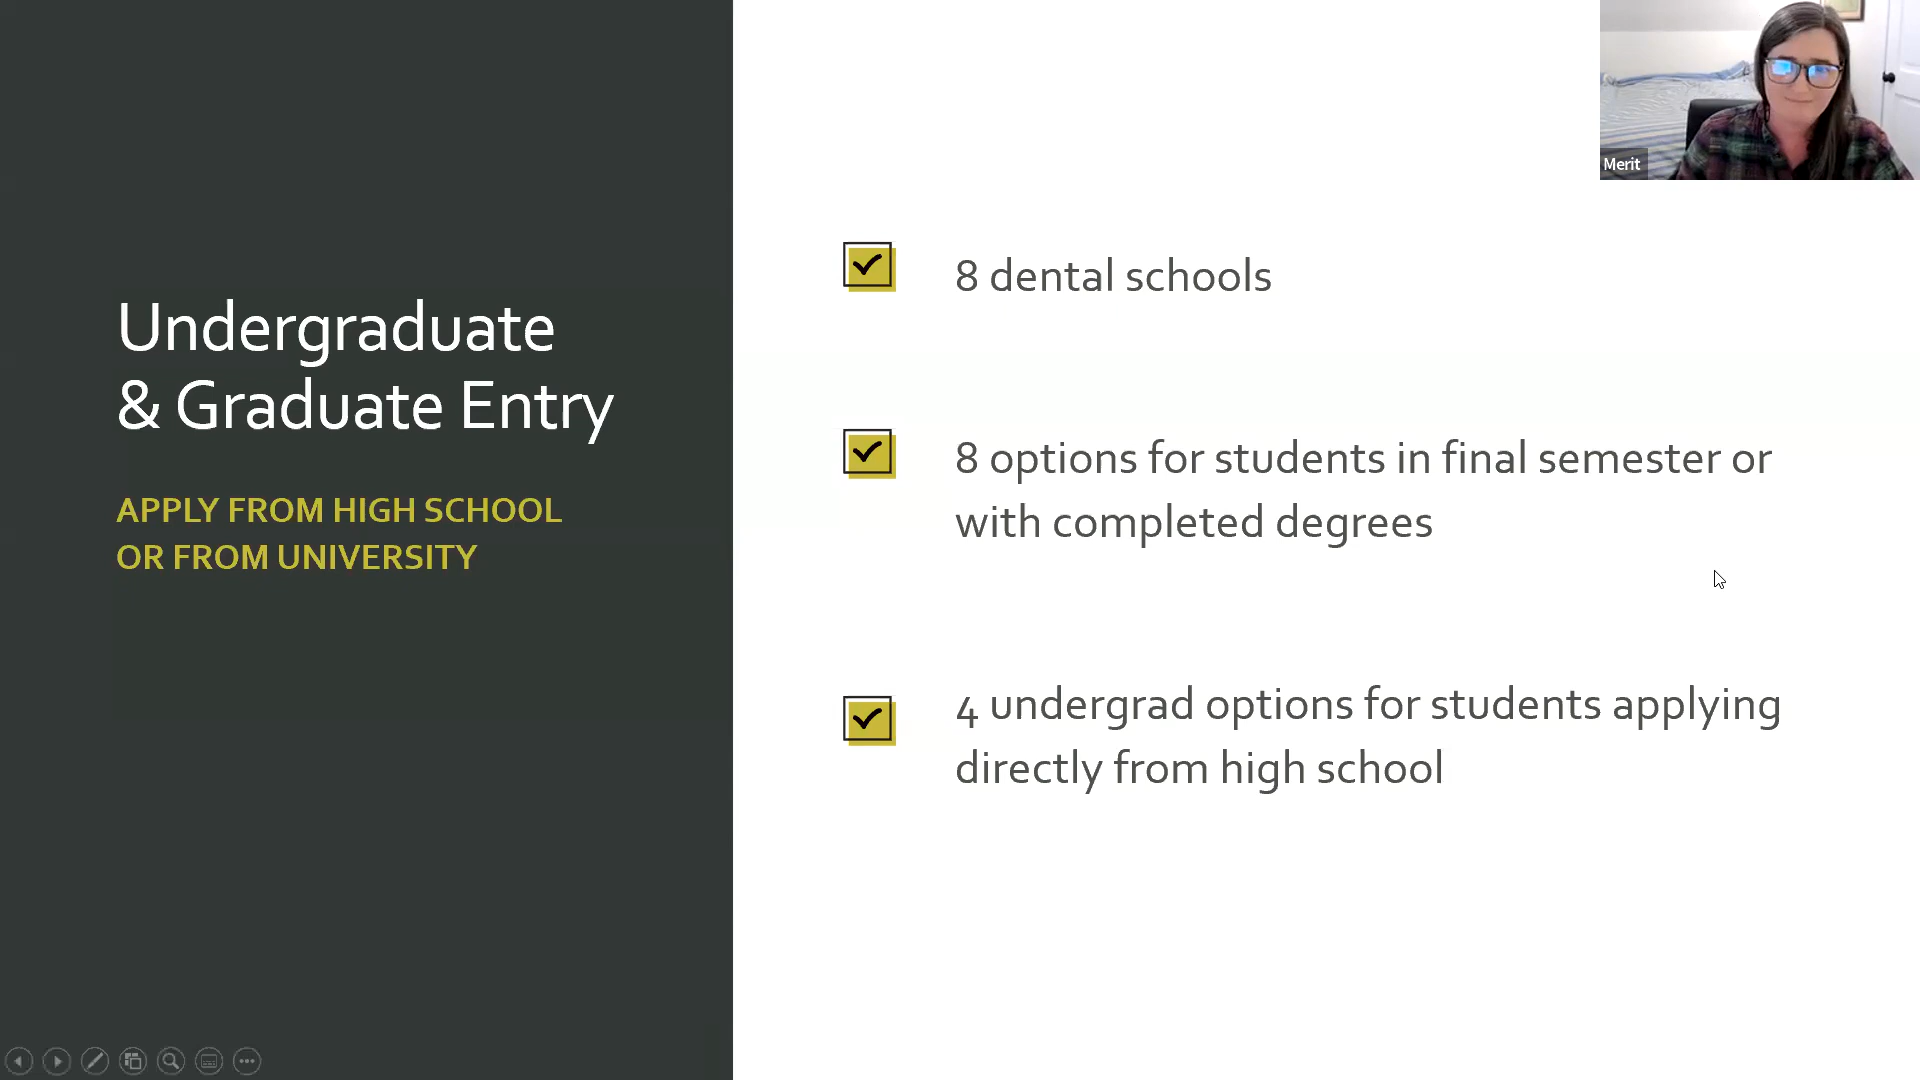 Undergraduate
& Graduate Entry
APPLY FROM HIGH SCHOOL
OR FROM UNIVERSITY
8 dental schools
8 options for students in final semester or
with completed degrees
4 undergrad options for students applying
directly from high school
Merit